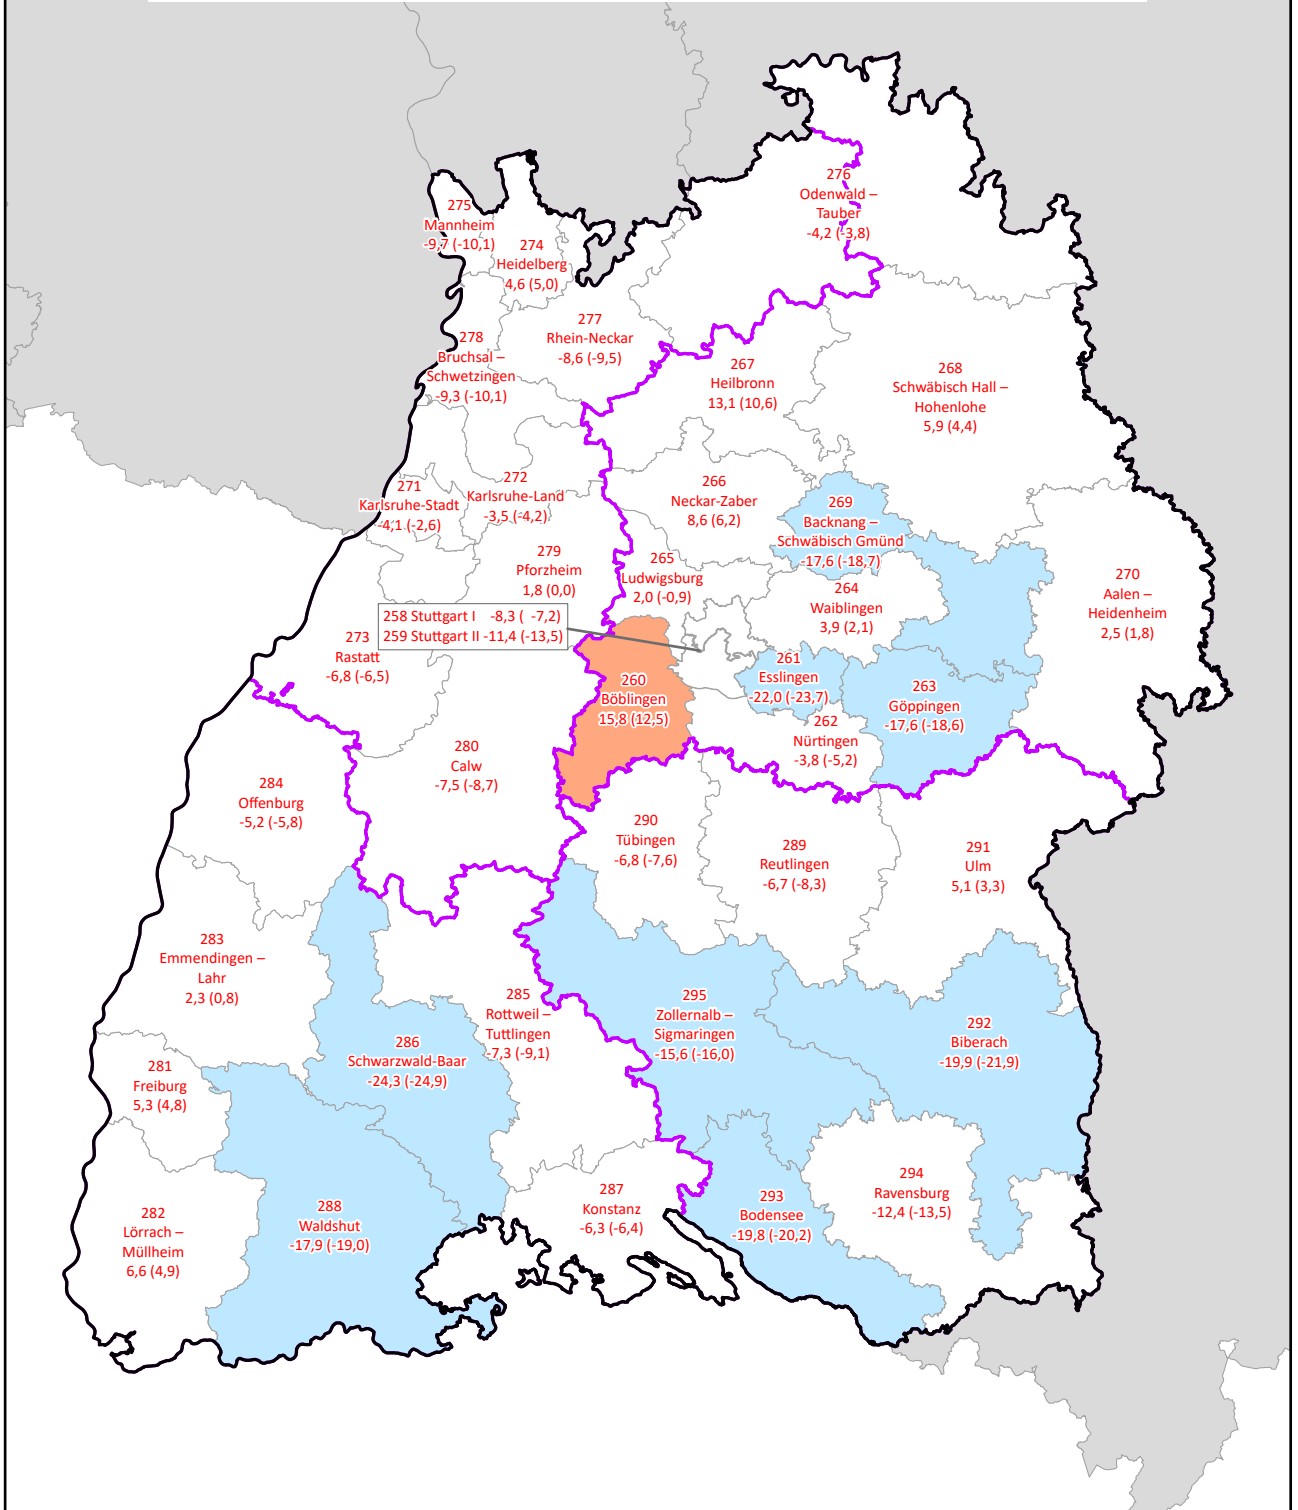 276
Odenwald –
Tauber
-4,2 (-3,8)
275
Mannheim
-9,7 (-10,1)
274
Heidelberg
4,6 (5,0)
277
Rhein-Neckar
-8,6 (-9,5)
278
Bruchsal –
Schwetzingen
-9,3 (-10,1)
267
Heilbronn
13,1 (10,6)
268
Schwäbisch Hall –
Hohenlohe
5,9 (4,4)
272
Karlsruhe-Land
-3,5 (-4,2)
271
Karlsruhe-Stadt
-4,1 (-2,6)
266
Neckar-Zaber
8,6 (6,2)
269
Backnang –
Schwäbisch Gmünd
-17,6 (-18,7)
279
Pforzheim
1,8 (0,0)
265
Ludwigsburg
2,0 (-0,9)
264
Waiblingen
3,9 (2,1)
270
Aalen –
Heidenheim
2,5 (1,8)
258 Stuttgart I -8,3 ( -7,2)
259 Stuttgart II -11,4 (-13,5)
273
Rastatt
-6,8 (-6,5)
260
Böblingen
15,8 (12,5)
261
Esslingen
-22,0 (-23,7)
263
Göppingen
-17,6 (-18,6)
262
Nürtingen
-3,8 (-5,2)
280
Calw
-7,5 (-8,7)
284
Offenburg
-5,2 (-5,8)
290
Tübingen
-6,8 (-7,6)
289
Reutlingen
-6,7 (-8,3)
291
Ulm
5,1 (3,3)
283
Emmendingen –
Lahr
2,3 (0,8)
285
Rottweil –
Tuttlingen
-7,3 (-9,1)
295
Zollernalb –
Sigmaringen
-15,6 (-16,0)
292
Biberach
-19,9 (-21,9)
286
Schwarzwald-Baar
-24,3 (-24,9)
281
Freiburg
5,3 (4,8)
282
Lörrach –
Müllheim
6,6 (4,9)
288
Waldshut
-17,9 (-19,0)
287
Konstanz
-6,3 (-6,4)
293
Bodensee
-19,8 (-20,2)
294
Ravensburg
-12,4 (-13,5)